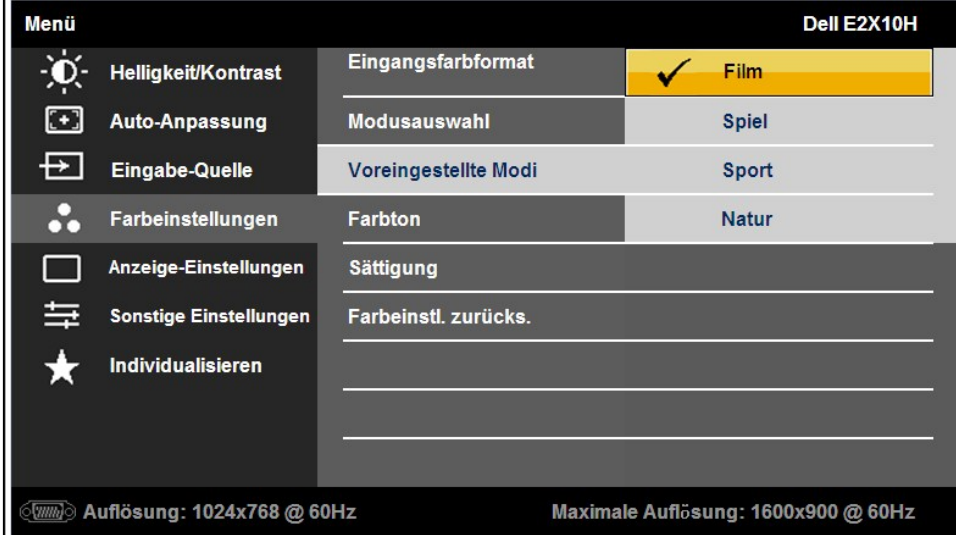 Menü Dell E2X10H
Helligkeit/Kontrast Eingangsfarbformat Film
Auto-Anpassung Modusauswahl Spiel
Eingabe-Quelle Voreingestellte Modi Sport
Farbeinstellungen Farbton Natur
Anzeige-Einstellungen Sättigung
Sonstige Einstellungen Farbeinstl. zurücks.
Individualisieren
Auflösung: 1024x768 @ 60Hz Maximale Auflösung: 1600x900 @ 60Hz